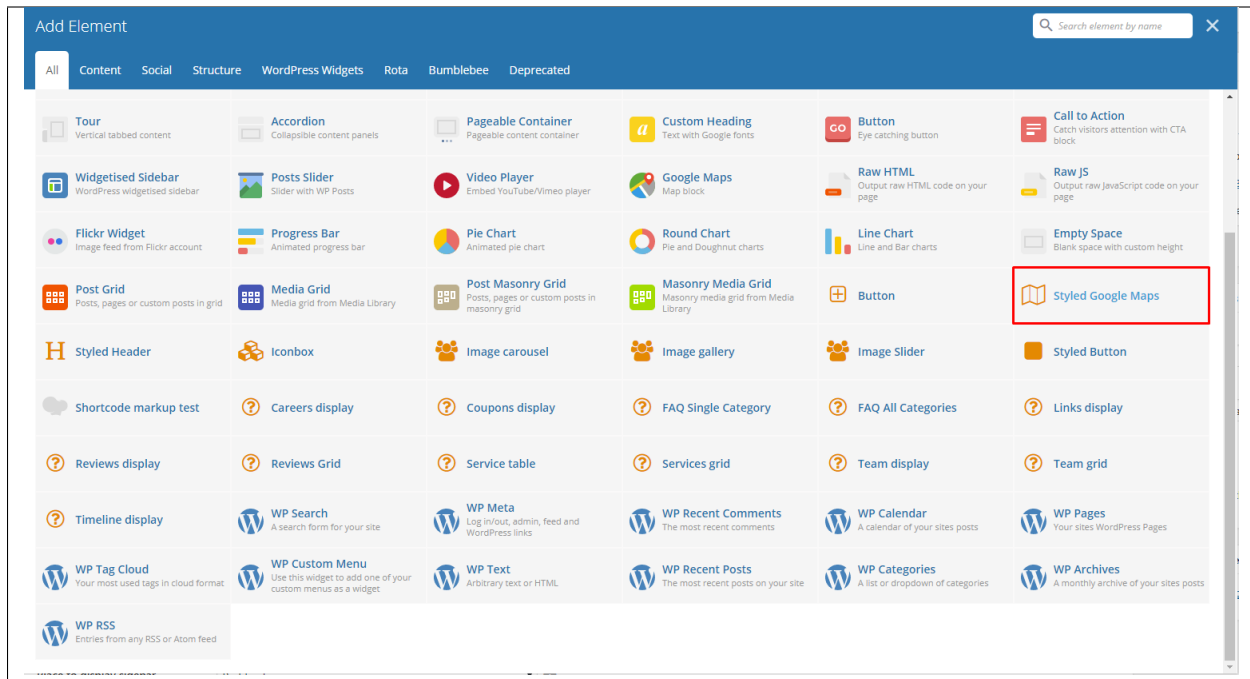 Add Element
Search element by name
All Content Social Structure WordPress Widgets Rota Bumblebee Deprecated
Tour
Vertical tabbed content
Accordion
Collapsible content panels
Pageable Container
Pageable content container
a
Custom Heading
Text with Google fonts
GO
Button
Eye catching button
Call to Action
Catch visitors attention with CTA
block
Widgetised Sidebar
WordPress widgetised sidebar
Posts Slider
Slider with WP Posts
Video Player
Embed YouTube/Vimeo player
Google Maps
Map block
Raw HTML
Output raw HTML code on your
page
Raw JS
Output raw JavaScript code on your
page
Flickr Widget
Image feed from Flickr account
Progress Bar
Animated progress bar
Pie Chart
Animated pie chart
Round Chart
Pie and Doughnut charts
Line Chart
Line and Bar charts
Empty Space
Blank space with custom height
Post Grid
Posts, pages or custom posts in grid
Media Grid
Media grid from Media Library
Post Masonry Grid
Posts, pages or custom posts in
masonry grid
Masonry Media Grid
Masonry media grid from Media
Library
Button
Styled Google Maps
H
Styled Header
Iconbox
Image carousel
Image gallery
Image Slider
Styled Button
Shortcode markup test
? Careers display
? Coupons display
? FAQ Single Category
? FAQ All Categories
? Links display
? Reviews display
? Reviews Grid
? Service table
? Services grid
? Team display
? Team grid
? Timeline display
WP Search
A search form for your site
WP Meta
Log in/out, admin, feed and
WordPress links
WP Recent Comments
The most recent comments
WP Calendar
A calendar of your sites posts
WP Pages
Your sites WordPress Pages
WP Tag Cloud
Your most used tags in cloud format
WP Custom Menu
Use this widget to add one of your
custom menus as a widget
WP Text
Arbitrary text or HTML
WP Recent Posts
The most recent posts on your site
WP Categories
A list or dropdown of categories
WP Archives
A monthly archive of your sites posts
WP RSS
Entries from any RSS or Atom feed